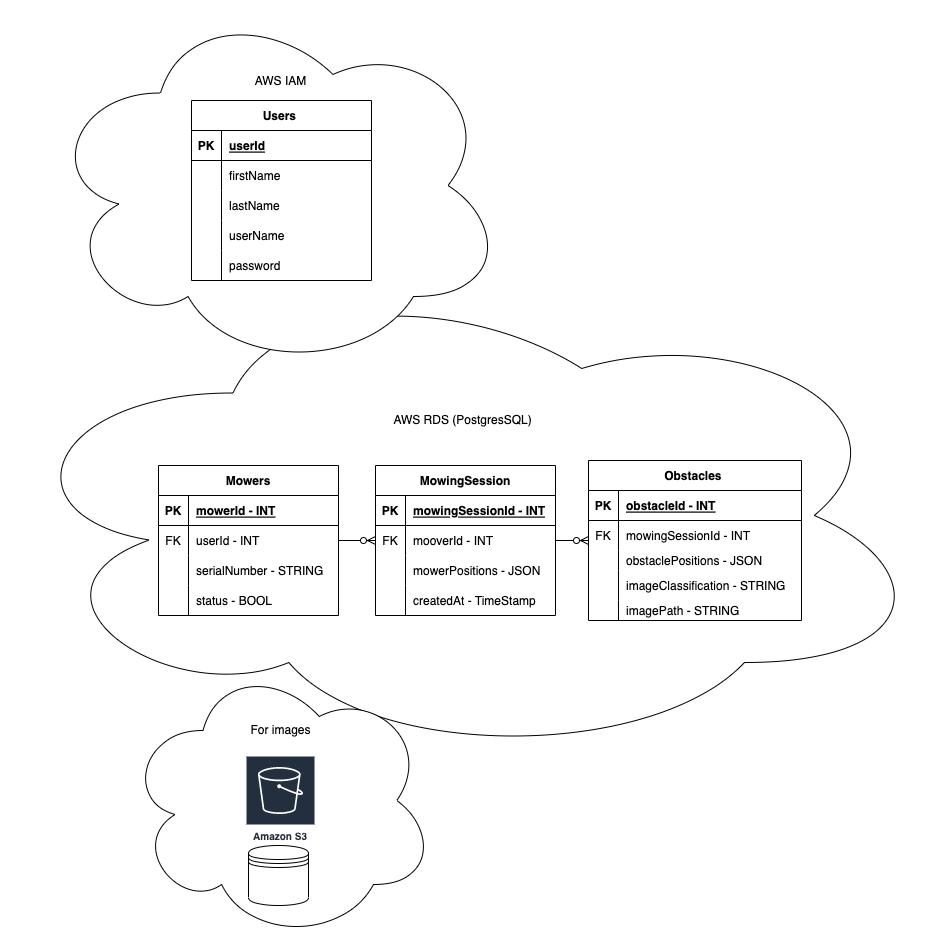 AWS IAM
Users
PK userId
firstName
lastName
userName
password
AWS RDS (PostgresSQL)
Mowers
PK mowerId - INT
FK userId - INT
serialNumber - STRING
status - BOOL
MowingSession
PK mowingSessionId - INT
FK mooverId - INT
mowerPositions - JSON
createdAt - TimeStamp
Obstacles
PK obstacleId - INT
FK mowingSessionId - INT
obstaclePositions - JSON
imageClassification - STRING
imagePath - STRING
For images
Amazon S3